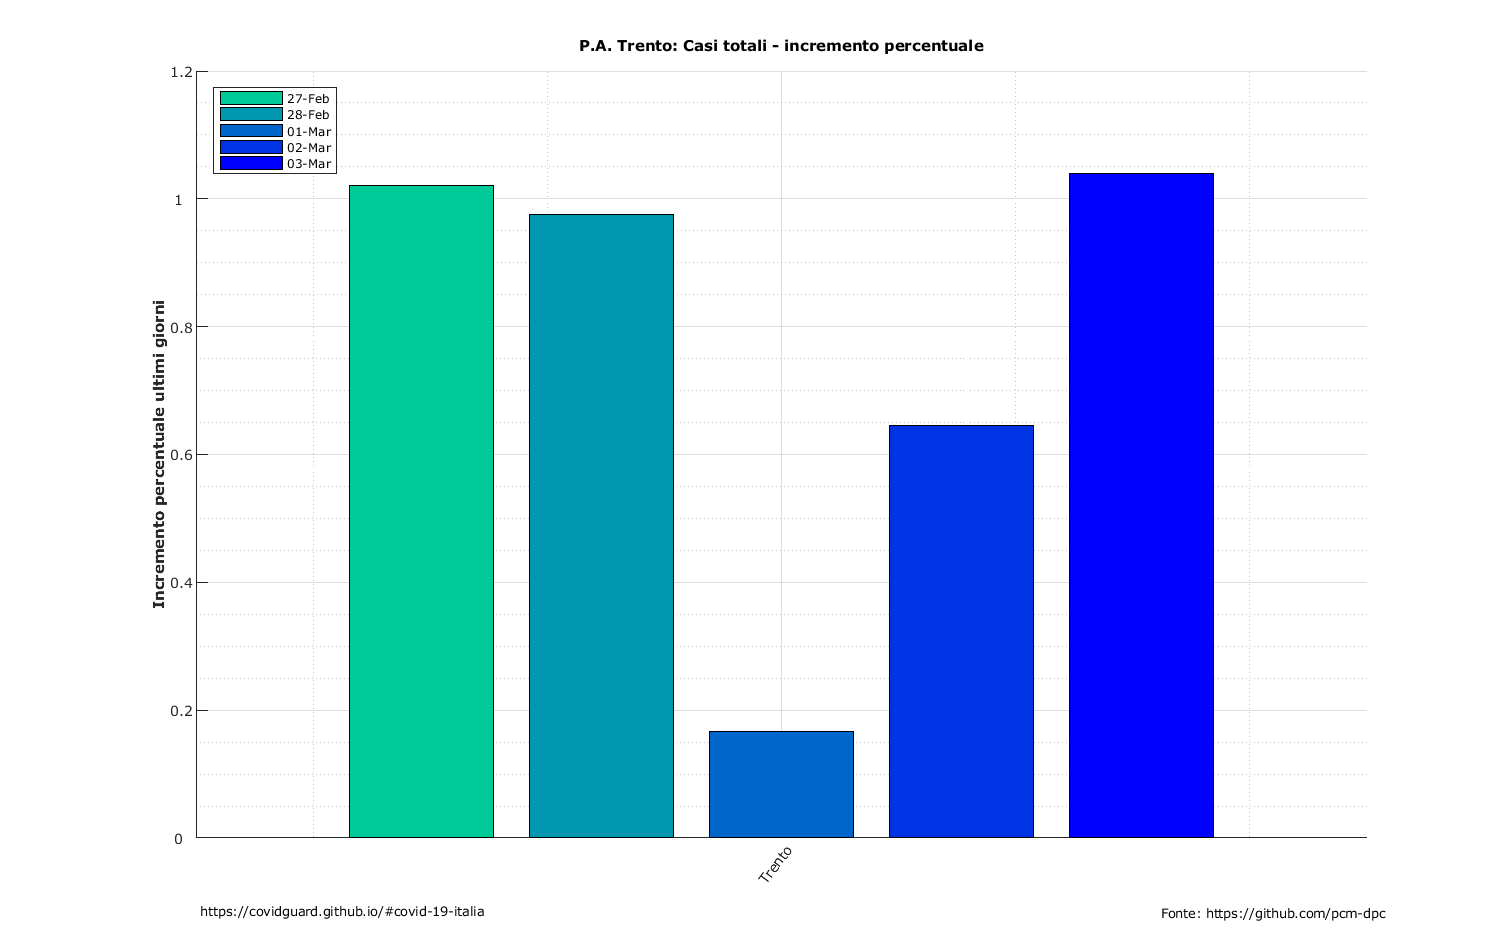 P.A. Trento: Casi totali - incremento percentuale
Incremento percentuale ultimi giorni
1.2
1
0.8
0.6
0.4
0.2
0
27-Feb
28-Feb
01-Mar
02-Mar
03-Mar
Trento
https://covidguard.github.io/#covid-19-italia
Fonte: https://github.com/pcm-dpc